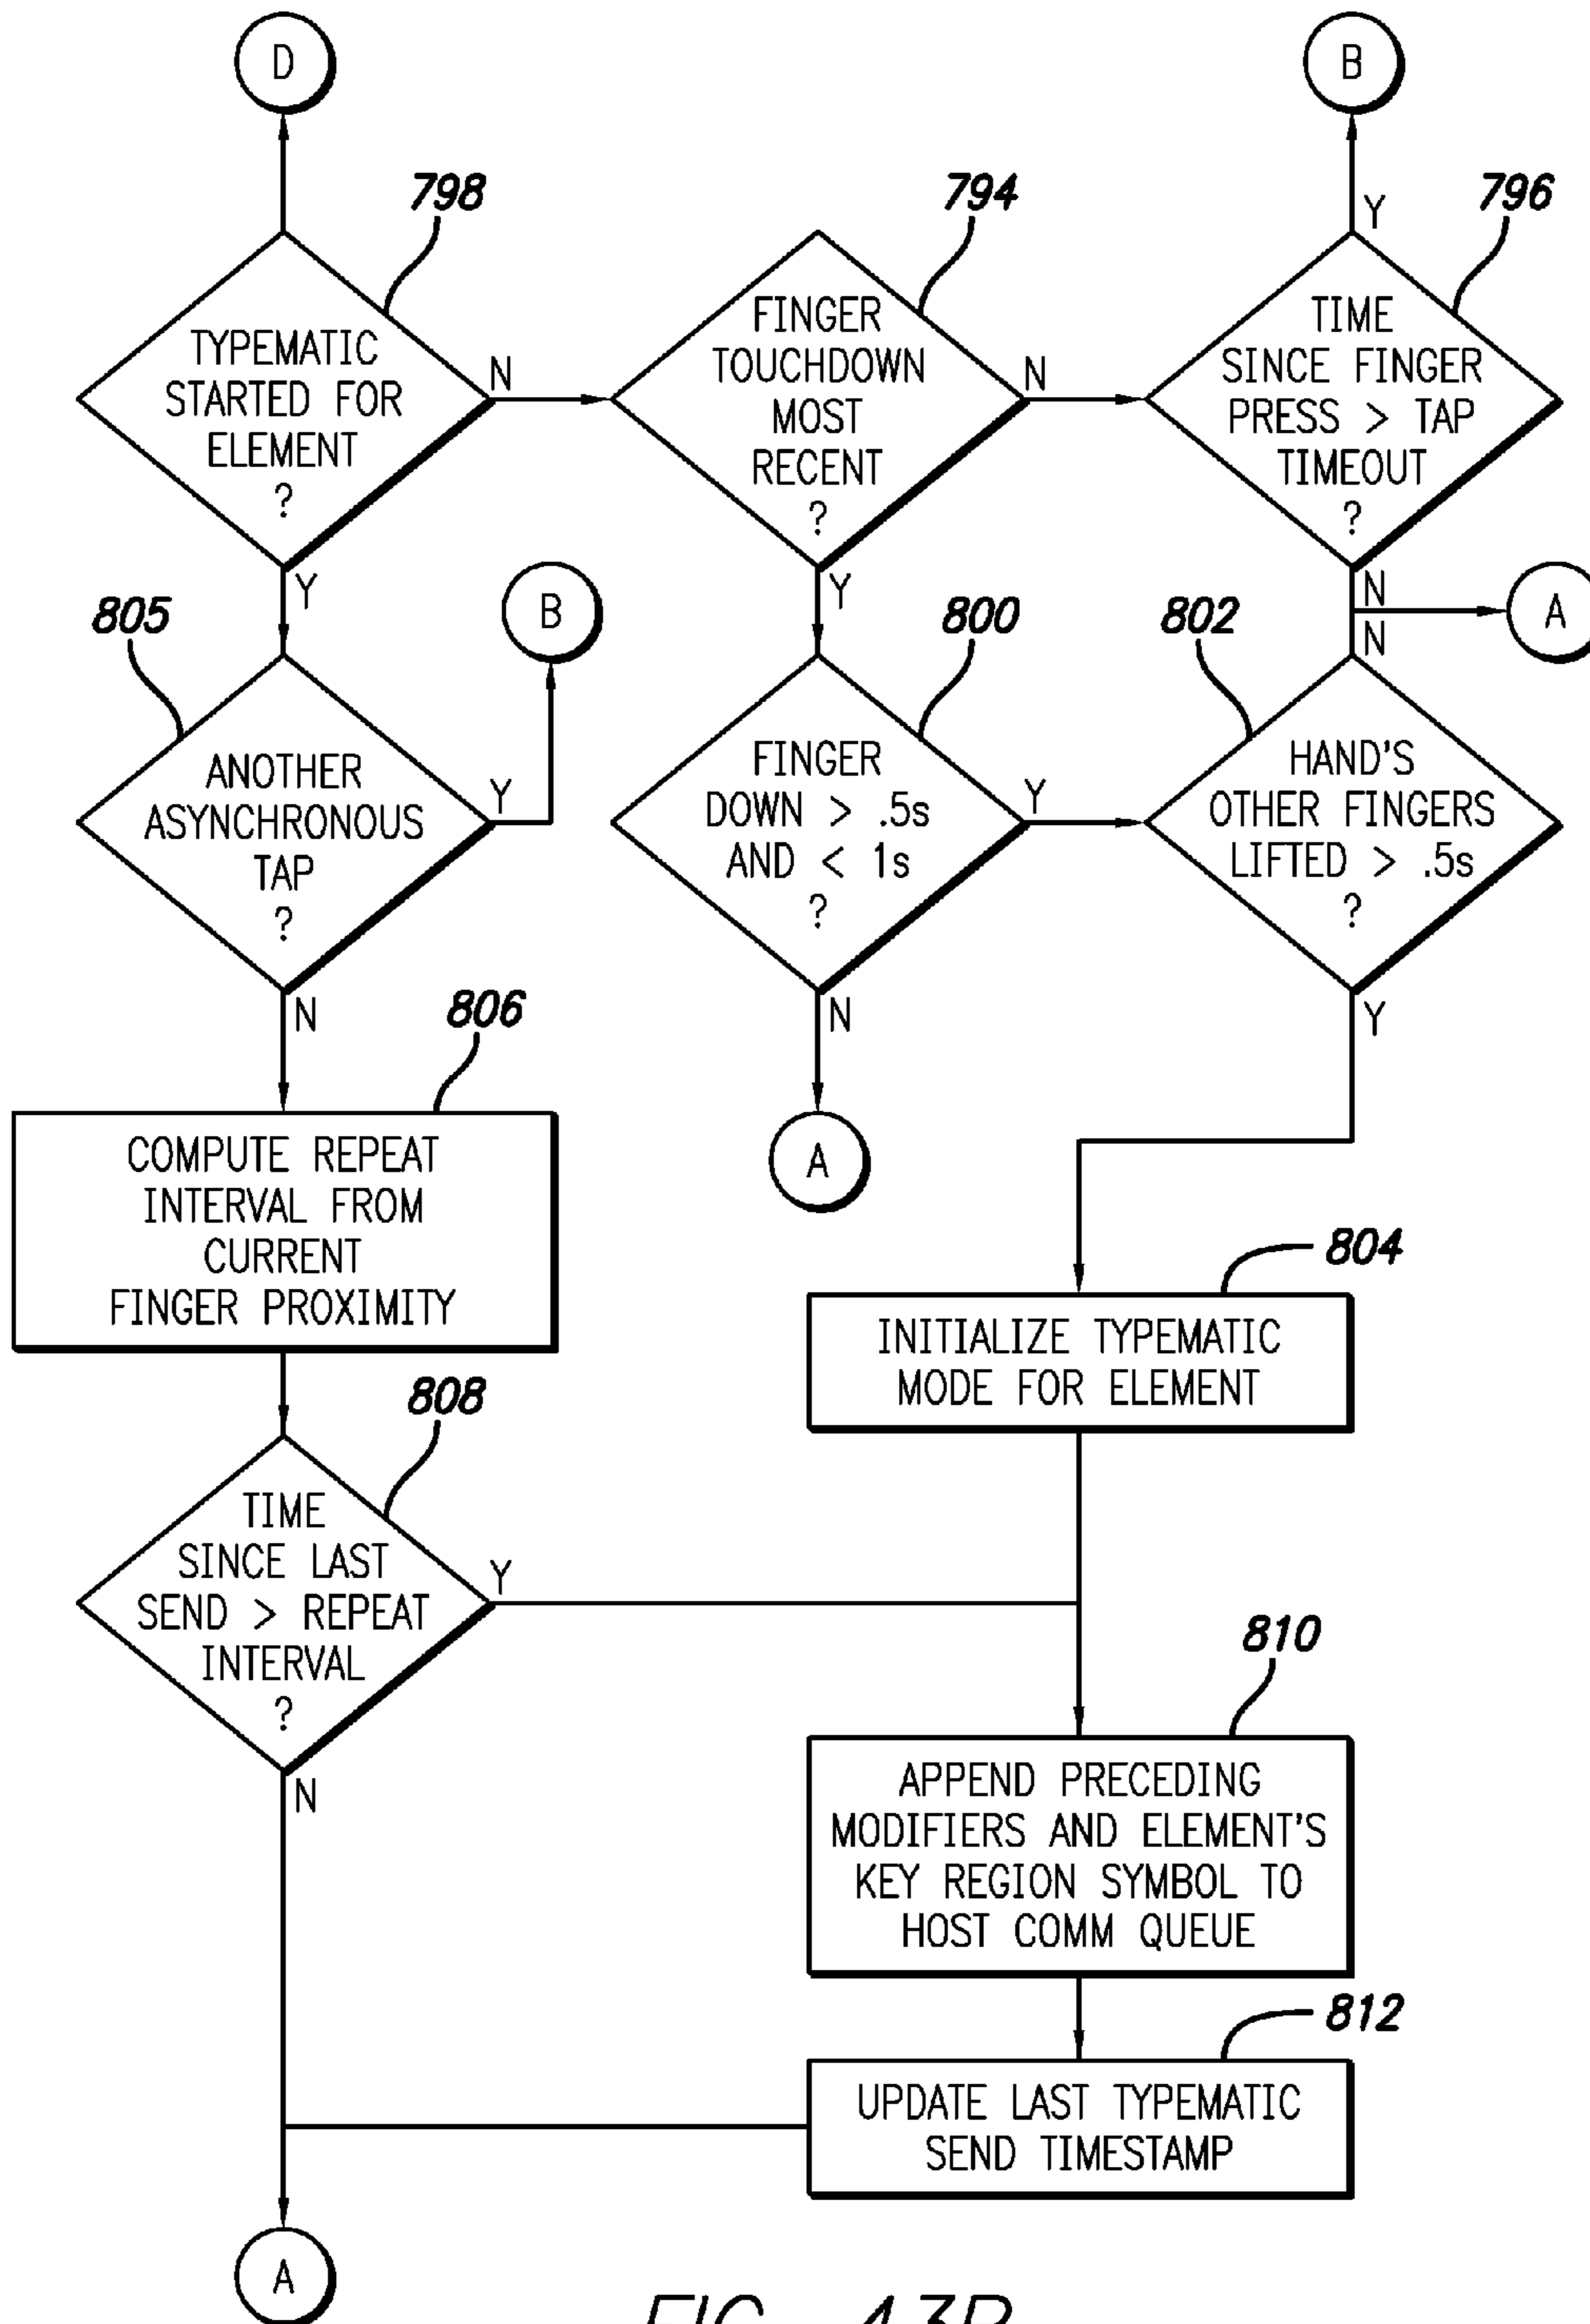 D
B
798
794
796
Y
TYPEMATIC
STARTED FOR
ELEMENT
?
N
Y
FINGER
TOUCHDOWN
MOST
RECENT
?
N
Y
TIME
SINCE FINGER
PRESS > TAP
TIMEOUT
?
N
A
N
805
B
800
802
ANOTHER
ASYNCHRONOUS
TAP
?
Y
N
FINGER
DOWN > .5s
AND < 1s
?
Y
N
A
HAND'S
OTHER FINGERS
LIFTED > .5s
?
Y
806
COMPUTE REPEAT
INTERVAL FROM
CURRENT
FINGER PROXIMITY
804
INITIALIZE TYPEMATIC
MODE FOR ELEMENT
808
TIME
SINCE LAST
SEND > REPEAT
INTERVAL
?
Y
N
810
APPEND PRECEDING
MODIFIERS AND ELEMENT'S
KEY REGION SYMBOL TO
HOST COMM QUEUE
812
UPDATE LAST TYPEMATIC
SEND TIMESTAMP
A
FIG.